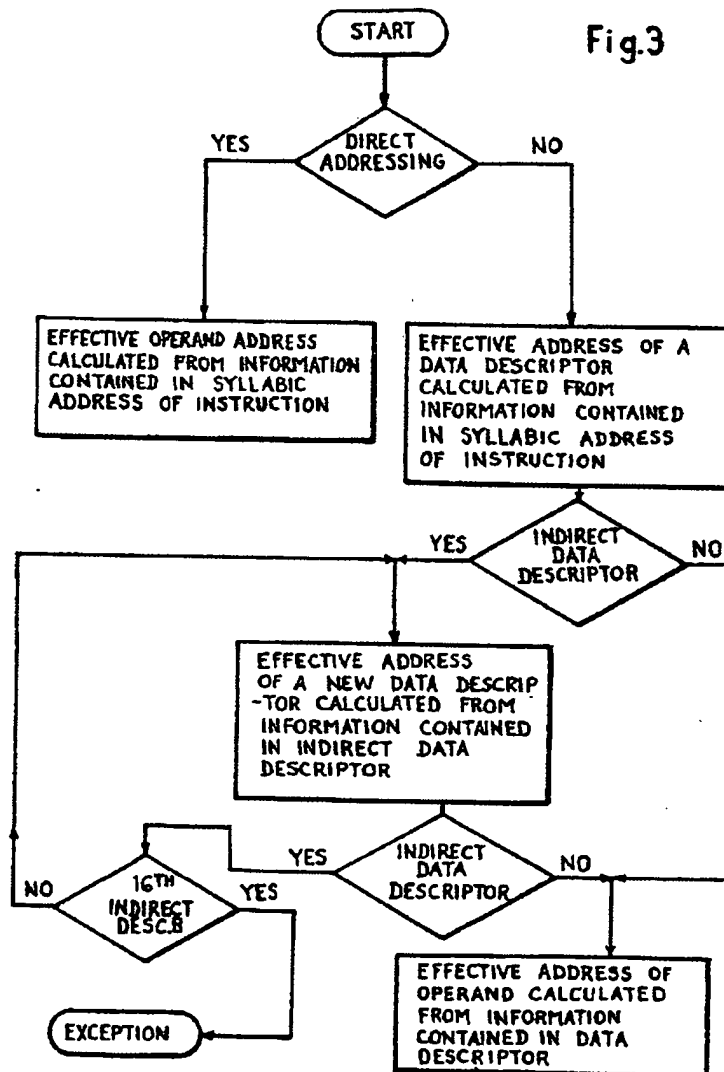 START
Fig.3
DIRECT
ADDRESSING
YES
NO
EFFECTIVE OPERAND ADDRESS
CALCULATED FROM INFORMATION
CONTAINED IN SYLLABIC
ADDRESS OF INSTRUCTION
EFFECTIVE ADDRESS OF A
DATA DESCRIPTOR
CALCULATED FROM
INFORMATION CONTAINED
IN SYLLABIC ADDRESS
OF INSTRUCTION
YES
INDIRECT
DATA
DESCRIPTOR
NO
EFFECTIVE ADDRESS
OF A NEW DATA DESCRIP
-TOR CALCULATED FROM
INFORMATION CONTAINED
IN INDIRECT DATA
DESCRIPTOR
YES
INDIRECT
DATA
DESCRIPTOR
NO
NO
16TH
INDIRECT
DESC.B
YES
EXCEPTION
EFFECTIVE ADDRESS OF
OPERAND CALCULATED
FROM INFORMATION
CONTAINED IN DATA
DESCRIPTOR